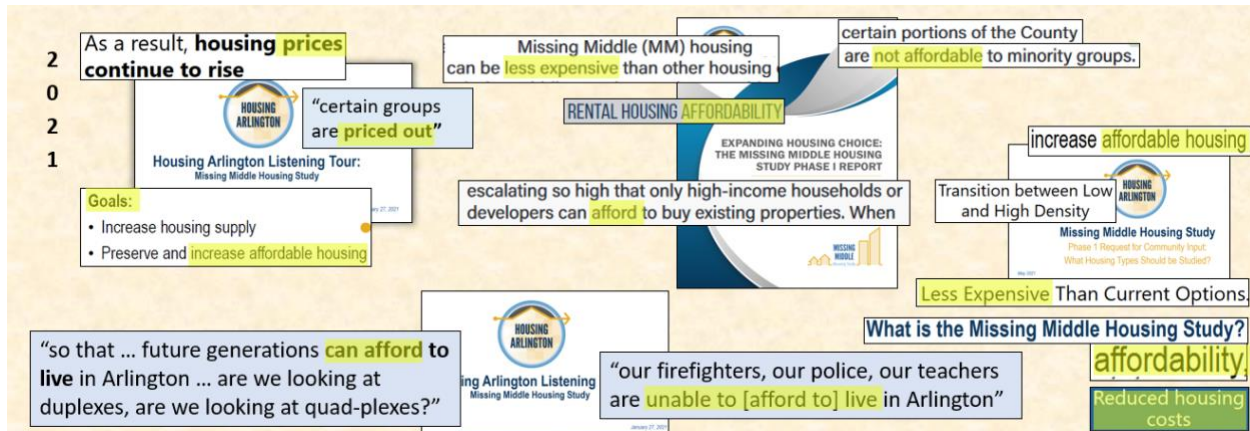 2
0
2
1
As a result, housing prices
continue to rise
HOUSING
ARLINGTON
"certain groups
are priced out"
Housing Arlington Listening Tour:
Missing Middle Housing Study
27, 2021
Goals:
• Increase housing supply
• Preserve and increase affordable housing
Missing Middle (MM) housing
can be less expensive than other housing
RENTAL HOUSING AFFORDABILITY
EXPANDING HOUSING CHOICE:
THE MISSING MIDDLE HOUSING
STUDY PHASE I REPORT
escalating so high that only high-income households or
developers can afford to buy existing properties. When
MISSING
MIDDLE
certain portions of the County
are not affordable to minority groups.
increase affordable housing
HOUSING
ARLINGTON
Transition between Low
and High Density
Missing Middle Housing Study
Phase 1 Request for Community Input:
What Housing Types Should be Studied?
May 2021
Less Expensive Than Current Options.
What is the Missing Middle Housing Study?
affordability
Reduced housing
costs
"so that ... future generations can afford to
live in Arlington ... are we looking at
duplexes, are we looking at quad-plexes?"
HOUSING
ARLINGTON
ing Arlington Listening
Missing Middle Housing Study
January 27, 2021
"our firefighters, our police, our teachers
are unable to [afford to] live in Arlington"